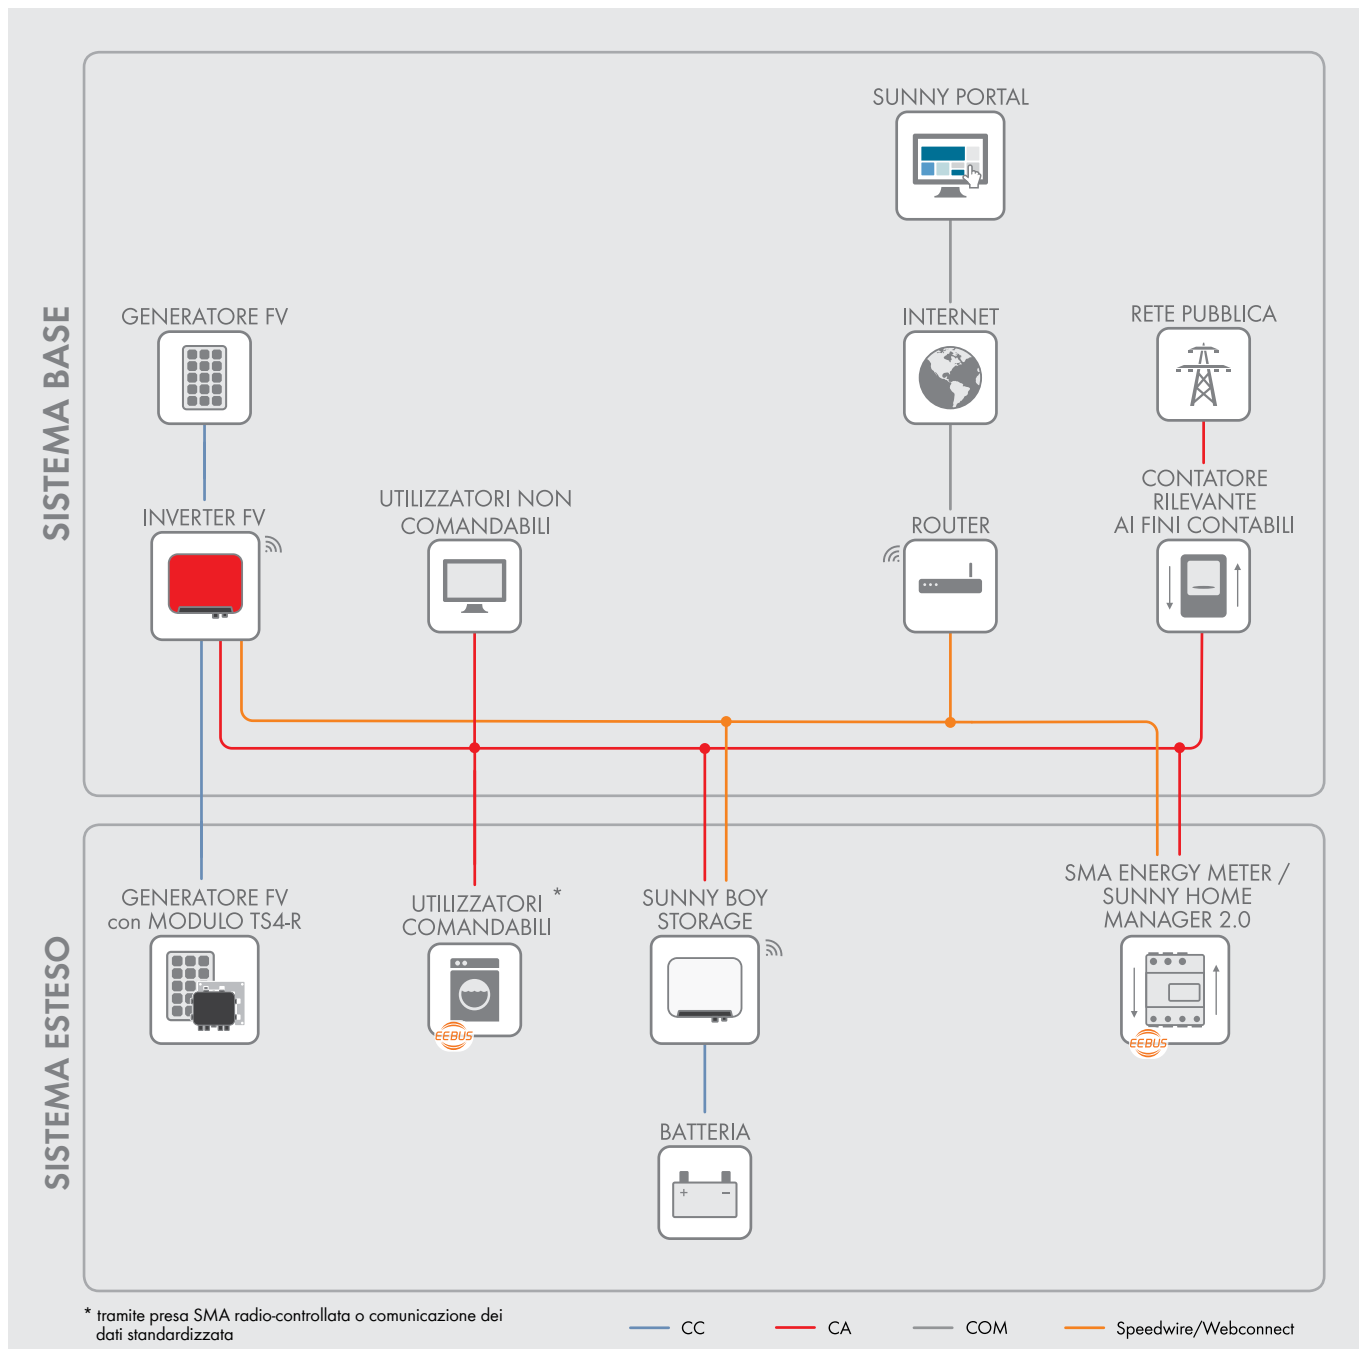 SISTEMA BASE
SUNNY PORTAL
GENERATORE FV
INTERNET
RETE PUBBLICA
INVERTER FV
UTILIZZATORI NON
COMANDABILI
ROUTER
CONTATORE
RILEVANTE
AI FINI CONTABILI
SISTEMA ESTESO
GENERATORE FV
con MODULO TS4-R
UTILIZZATORI *
COMANDABILI
EEBUS
SUNNY BOY
STORAGE
SMA ENERGY METER /
SUNNY HOME
MANAGER 2.0
EEBUS
BATTERIA
+ −
* tramite presa SMA radio-controllata o comunicazione dei
dati standardizzata
CC
CA
COM
Speedwire/Webconnect